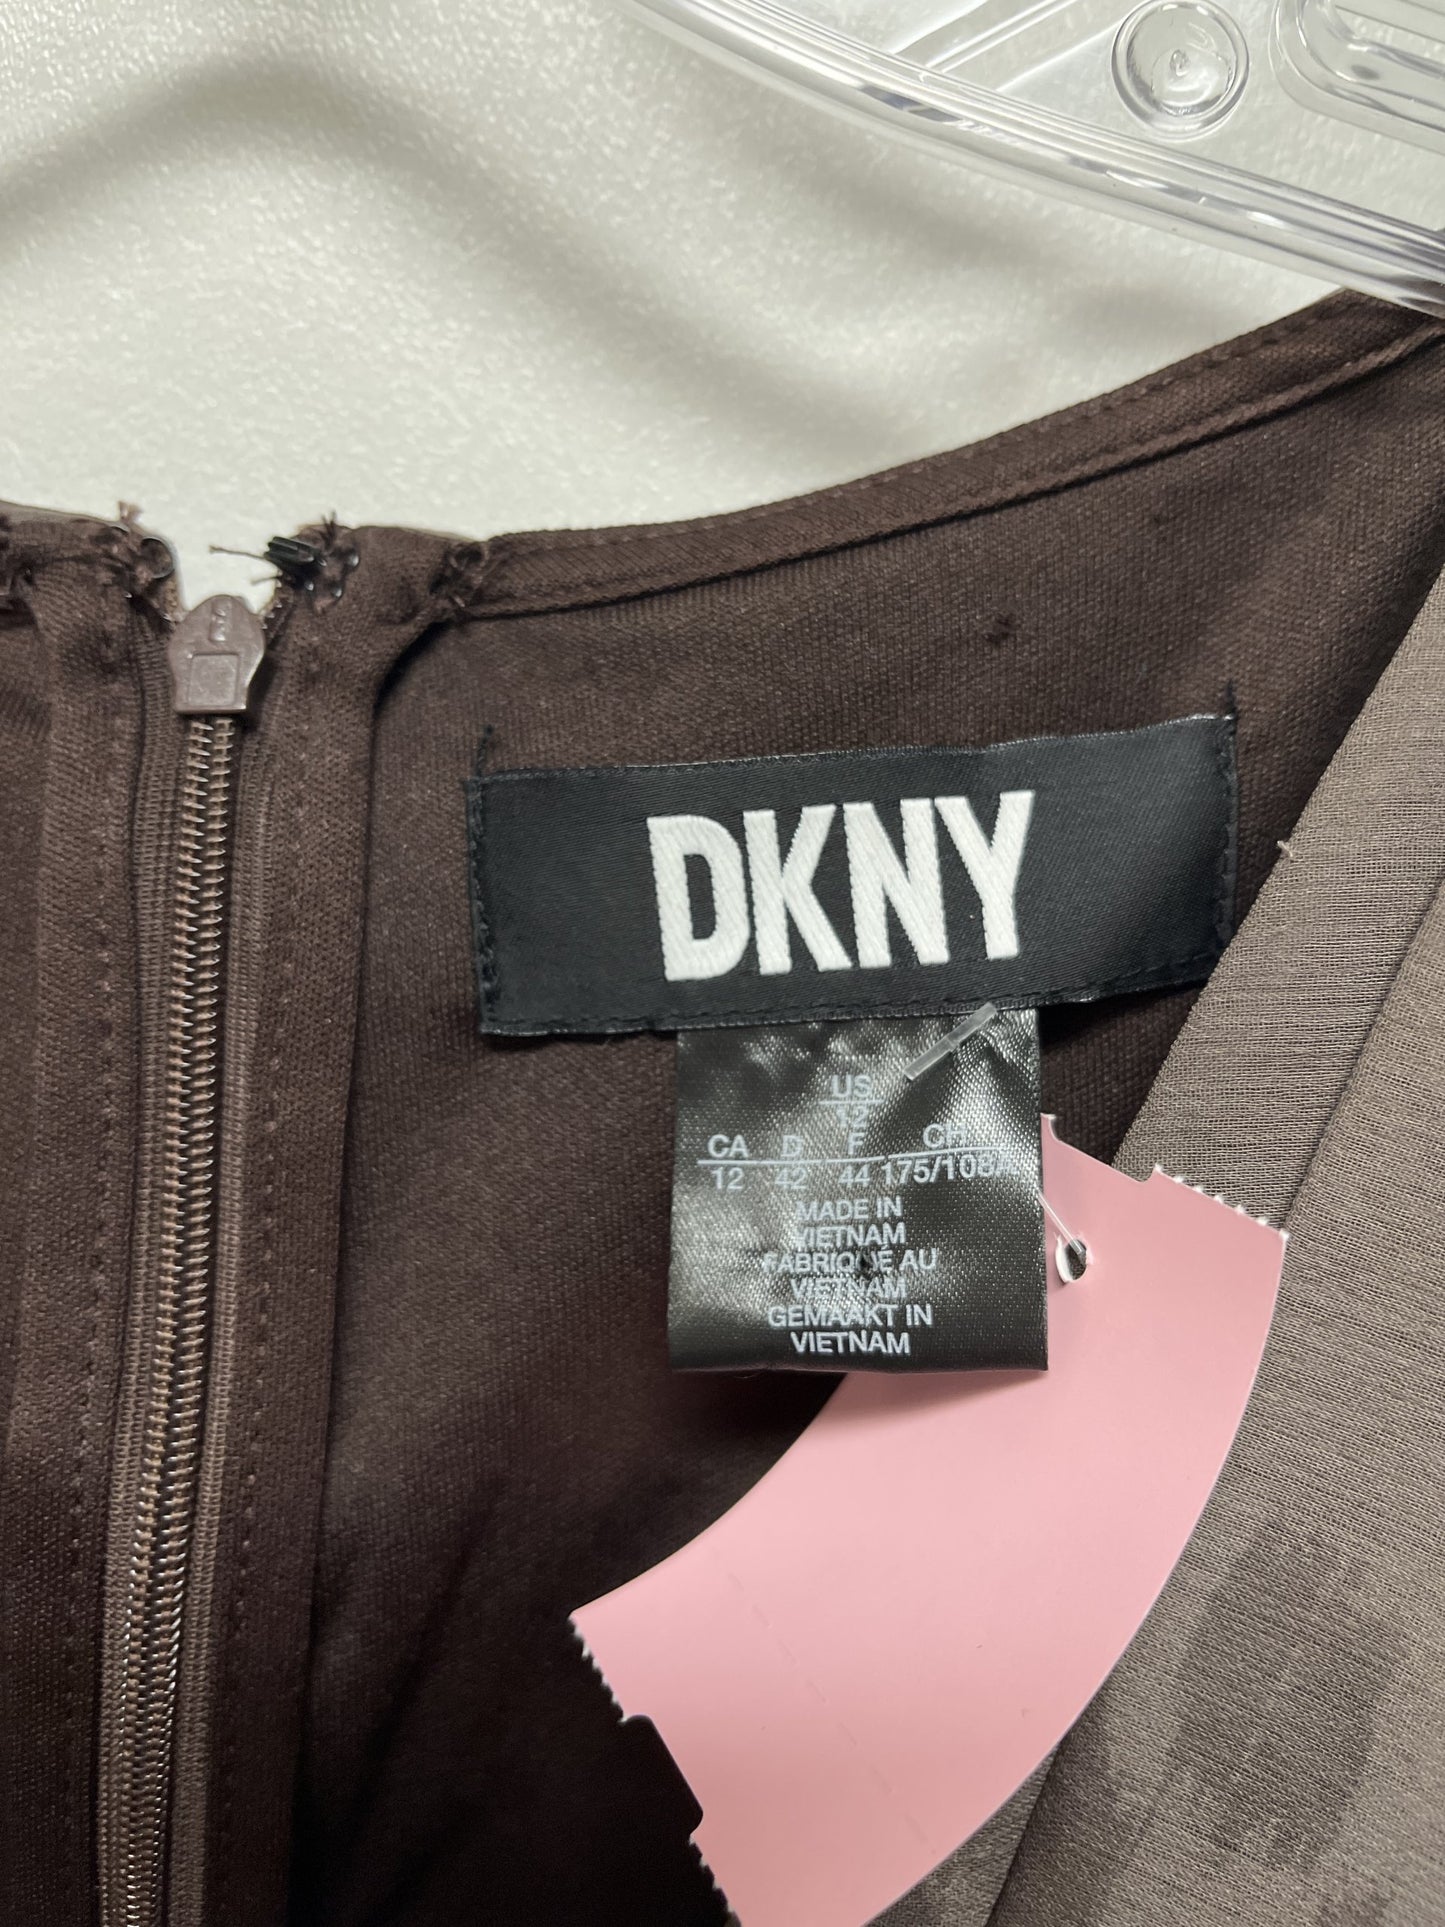 DKNY
US
12
CA D F CH
12 42 44 175/108A
MADE IN
VIETNAM
FABRIQUÉ AU
VIETNAM
GEMAAKT IN
VIETNAM